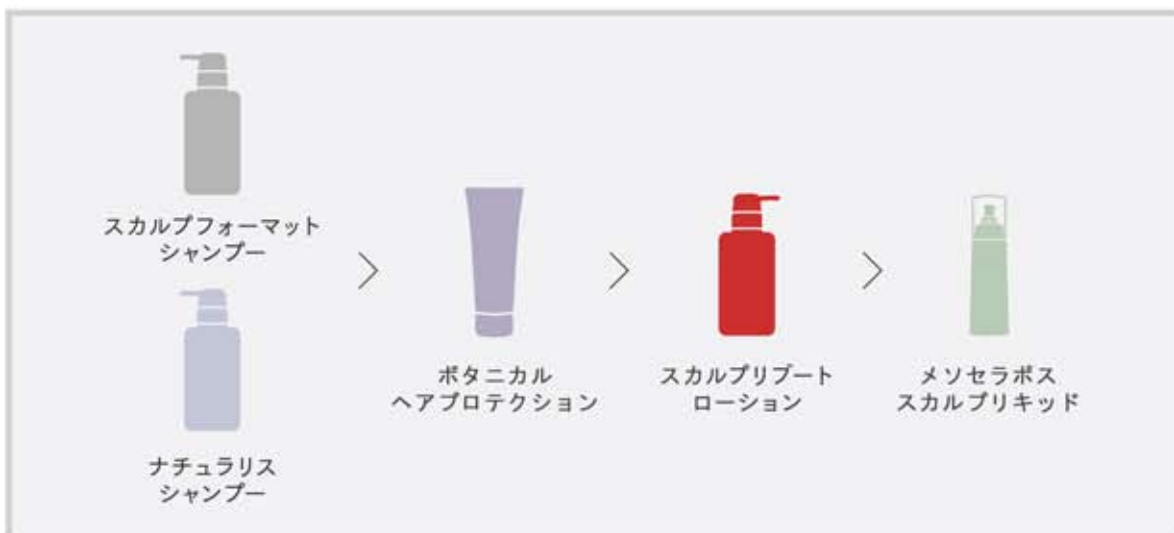 スカルプフォーマット
シャンプー
ナチュラリス
シャンプー
ボタニカル
ヘアプロテクション
スカルプリブート
ローション
メソセラボス
スカルプリキッド